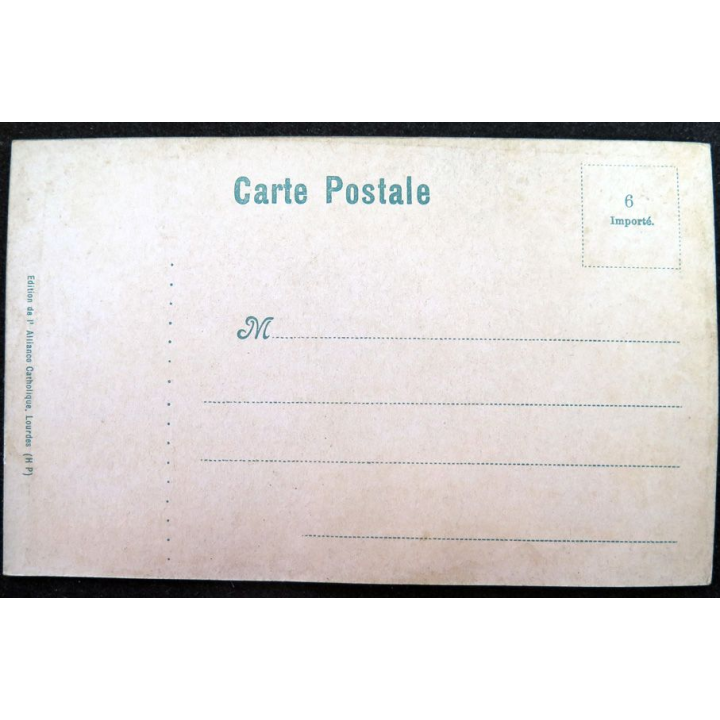 Carte Postale
6
Importé.
M
Edition de l' Alliance Catholique, Lourdes (H P)